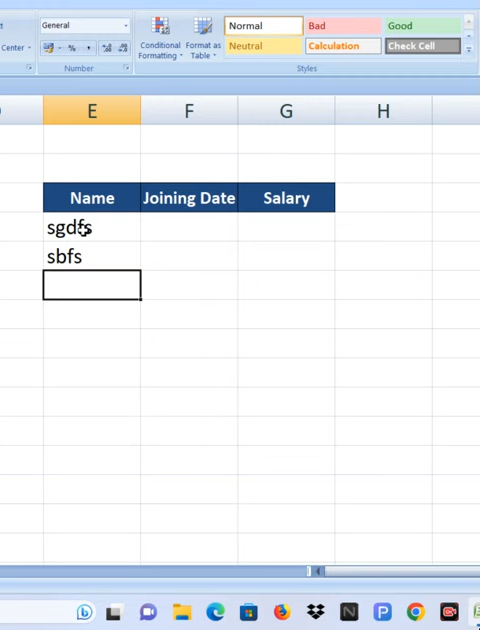 General
Normal
Bad
Good
Center
%
Conditional
Formatting
Format as
Table
Neutral
Calculation
Check Cell
Number
Styles
E
F
G
H
Name
Joining Date
Salary
sgdfs
sbfs